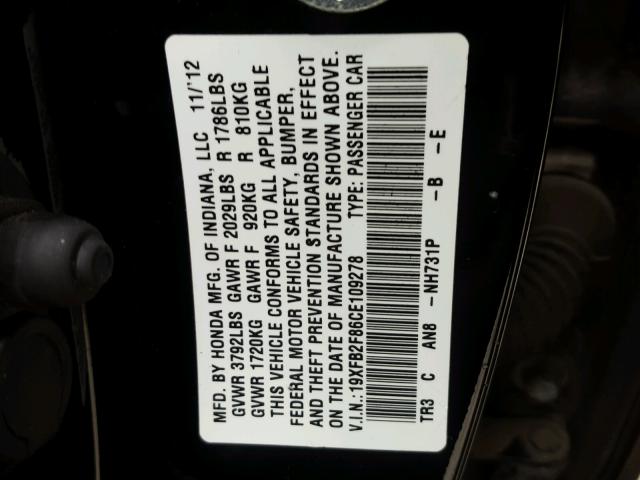 MFD. BY HONDA MFG. OF INDIANA, LLC 11/'12
GVWR 3792LBS GAWR F 2029LBS R 1786LBS
GVWR 1720KG GAWR F 920KG R 810KG
THIS VEHICLE CONFORMS TO ALL APPLICABLE
FEDERAL MOTOR VEHICLE SAFETY, BUMPER,
AND THEFT PREVENTION STANDARDS IN EFFECT
ON THE DATE OF MANUFACTURE SHOWN ABOVE.
V.I.N.:19XFB2F86CE109278 TYPE: PASSENGER CAR
TR3 C AN8 -NH731P -B -E